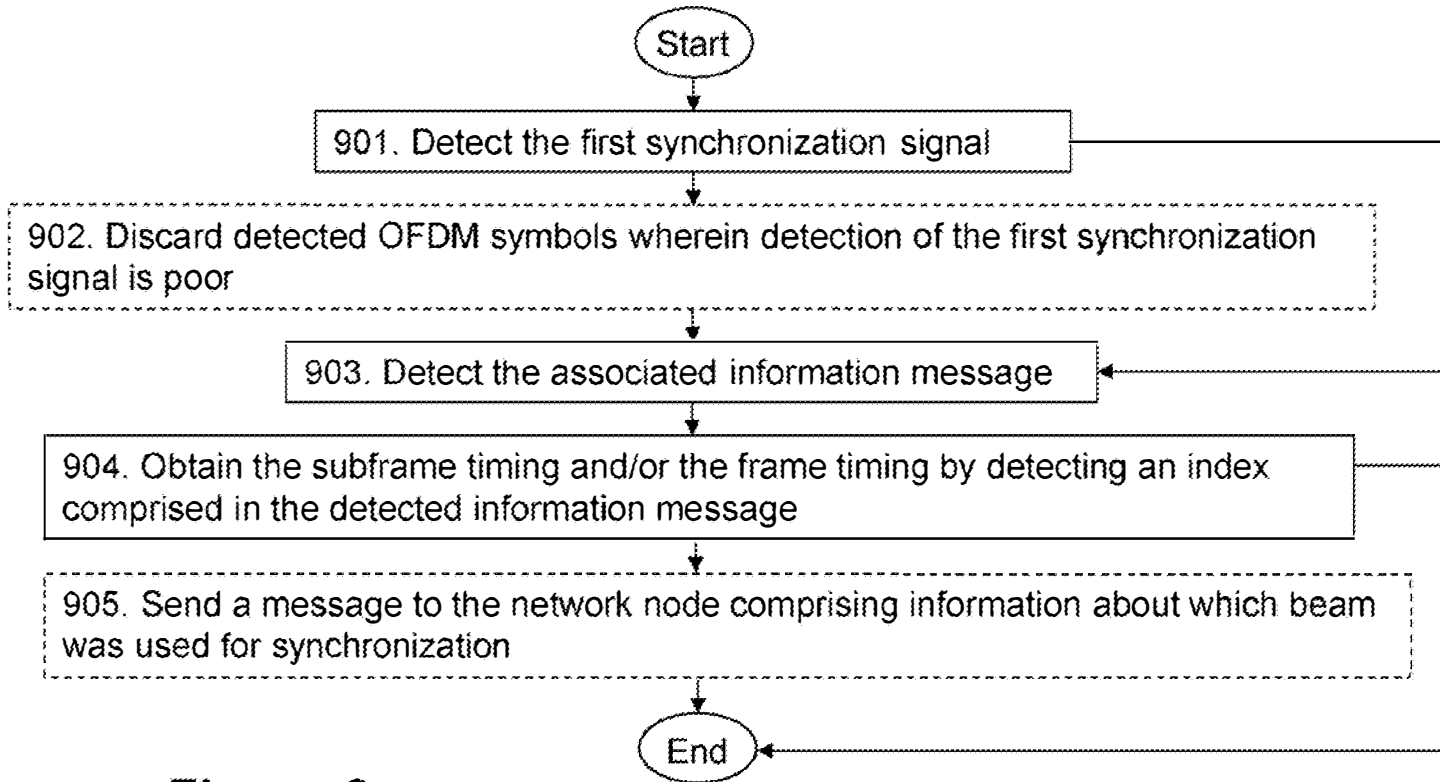 Start
901. Detect the first synchronization signal
902. Discard detected OFDM symbols wherein detection of the first synchronization
signal is poor
903. Detect the associated information message
904. Obtain the subframe timing and/or the frame timing by detecting an index
comprised in the detected information message
905. Send a message to the network node comprising information about which beam
was used for synchronization
End